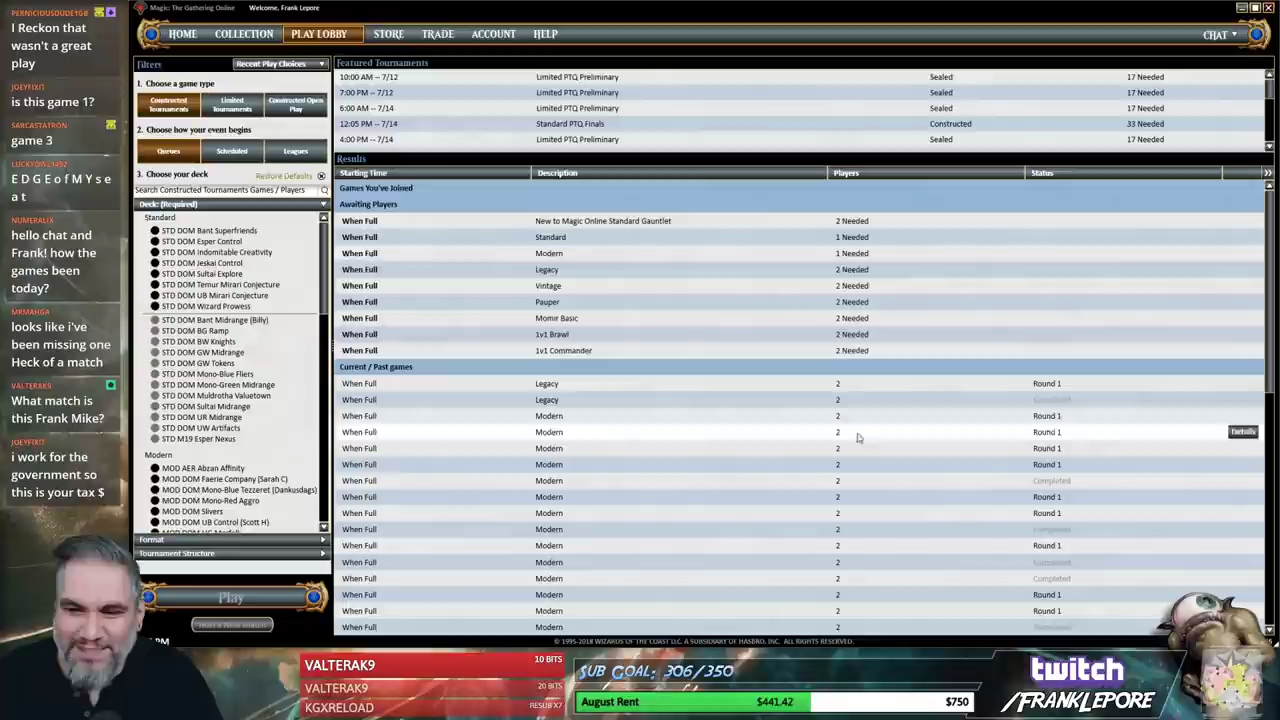 PERNICIOUSDUDE168
I Reckon that
wasn't a great
play
JOEYFIXIT
is this game 1?
SARCASTATRON
game 3
LUCKYOWL1492
E D G E of M Y s e
a t
NUMERALIX
hello chat and
Frank! how the
games been
today?
MRMAHGA
looks like i've
been missing one
Heck of a match
VALTERAK9
What match is
this Frank Mike?
JOEYFIXIT
i work for the
government so
this is your tax $
Magic: The Gathering Online Welcome, Frank Lepore
HOME COLLECTION PLAY LOBBY STORE TRADE ACCOUNT HELP CHAT
Filters Recent Play Choices
1. Choose a game type
Constructed Tournaments Limited Tournaments Constructed Open Play
2. Choose how your event begins
Queues Scheduled Leagues
3. Choose your deck Restore Defaults
Search Constructed Tournaments Games / Players
Deck: (Required)
Standard
STD DOM Bant Superfriends
STD DOM Esper Control
STD DOM Indomitable Creativity
STD DOM Jeskai Control
STD DOM Sultai Explore
STD DOM Temur Mirari Conjecture
STD DOM UB Mirari Conjecture
STD DOM Wizard Prowess
STD DOM Bant Midrange (Billy)
STD DOM BG Ramp
STD DOM BW Knights
STD DOM GW Midrange
STD DOM GW Tokens
STD DOM Mono-Blue Fliers
STD DOM Mono-Green Midrange
STD DOM Muldrotha Valuetown
STD DOM Sultai Midrange
STD DOM UR Midrange
STD DOM UW Artifacts
STD M19 Esper Nexus
Modern
MOD AER Abzan Affinity
MOD DOM Faerie Company (Sarah C)
MOD DOM Mono-Blue Tezzeret (Dankusdags)
MOD DOM Mono-Red Aggro
MOD DOM Slivers
MOD DOM UB Control (Scott H)
Format
Tournament Structure
Play
PM
Featured Tournaments
10:00 AM -- 7/12 Limited PTQ Preliminary Sealed 17 Needed
7:00 PM -- 7/12 Limited PTQ Preliminary Sealed 17 Needed
6:00 AM -- 7/14 Limited PTQ Preliminary Sealed 17 Needed
12:05 PM -- 7/14 Standard PTQ Finals Constructed 33 Needed
4:00 PM -- 7/14 Limited PTQ Preliminary Sealed 17 Needed
Results
Starting Time Description Players Status
Games You've Joined
Awaiting Players
When Full New to Magic Online Standard Gauntlet 2 Needed
When Full Standard 1 Needed
When Full Modern 1 Needed
When Full Legacy 2 Needed
When Full Vintage 2 Needed
When Full Pauper 2 Needed
When Full Momir Basic 2 Needed
When Full 1v1 Brawl 2 Needed
When Full 1v1 Commander 2 Needed
Current / Past games
When Full Legacy 2 Round 1
When Full Legacy 2
When Full Modern 2 Round 1
When Full Modern 2 Round 1 Details
When Full Modern 2 Round 1
When Full Modern 2 Round 1
When Full Modern 2 Completed
When Full Modern 2 Round 1
When Full Modern 2 Round 1
When Full Modern 2 Completed
When Full Modern 2 Round 1
When Full Modern 2 Completed
When Full Modern 2 Completed
When Full Modern 2 Round 1
When Full Modern 2 Round 1
When Full Modern 2
© 1995-2018 WIZARDS OF THE COAST LLC, A SUBSIDIARY OF HASBRO, INC. ALL RIGHTS RESERVED.
VALTERAK9 10 BITS
VALTERAK9 20 BITS
KGXRELOAD RESUB X7
SUB GOAL: 306/350
August Rent $441.42 $750
twitch
/FRANKLEPORE